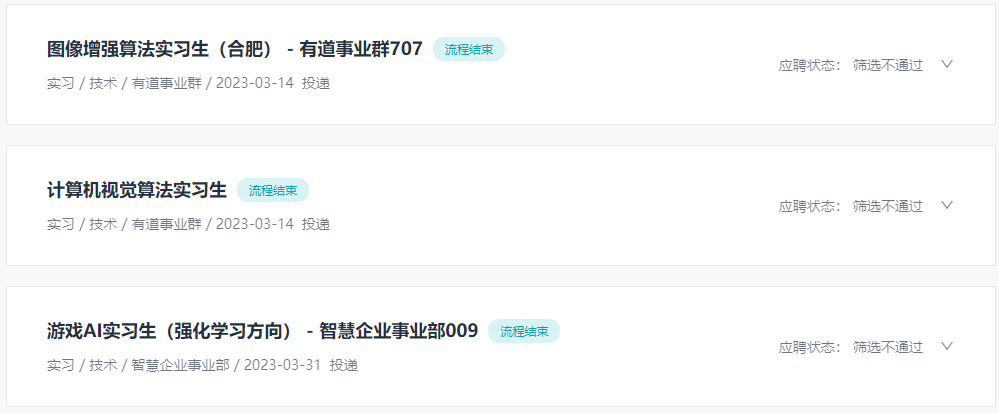 图像增强算法实习生（合肥） - 有道事业群707 流程结束
实习 / 技术 / 有道事业群 / 2023-03-14 投递
应聘状态： 筛选不通过
计算机视觉算法实习生 流程结束
实习 / 技术 / 有道事业群 / 2023-03-14 投递
应聘状态： 筛选不通过
游戏AI实习生（强化学习方向） - 智慧企业事业部009 流程结束
实习 / 技术 / 智慧企业事业部 / 2023-03-31 投递
应聘状态： 筛选不通过